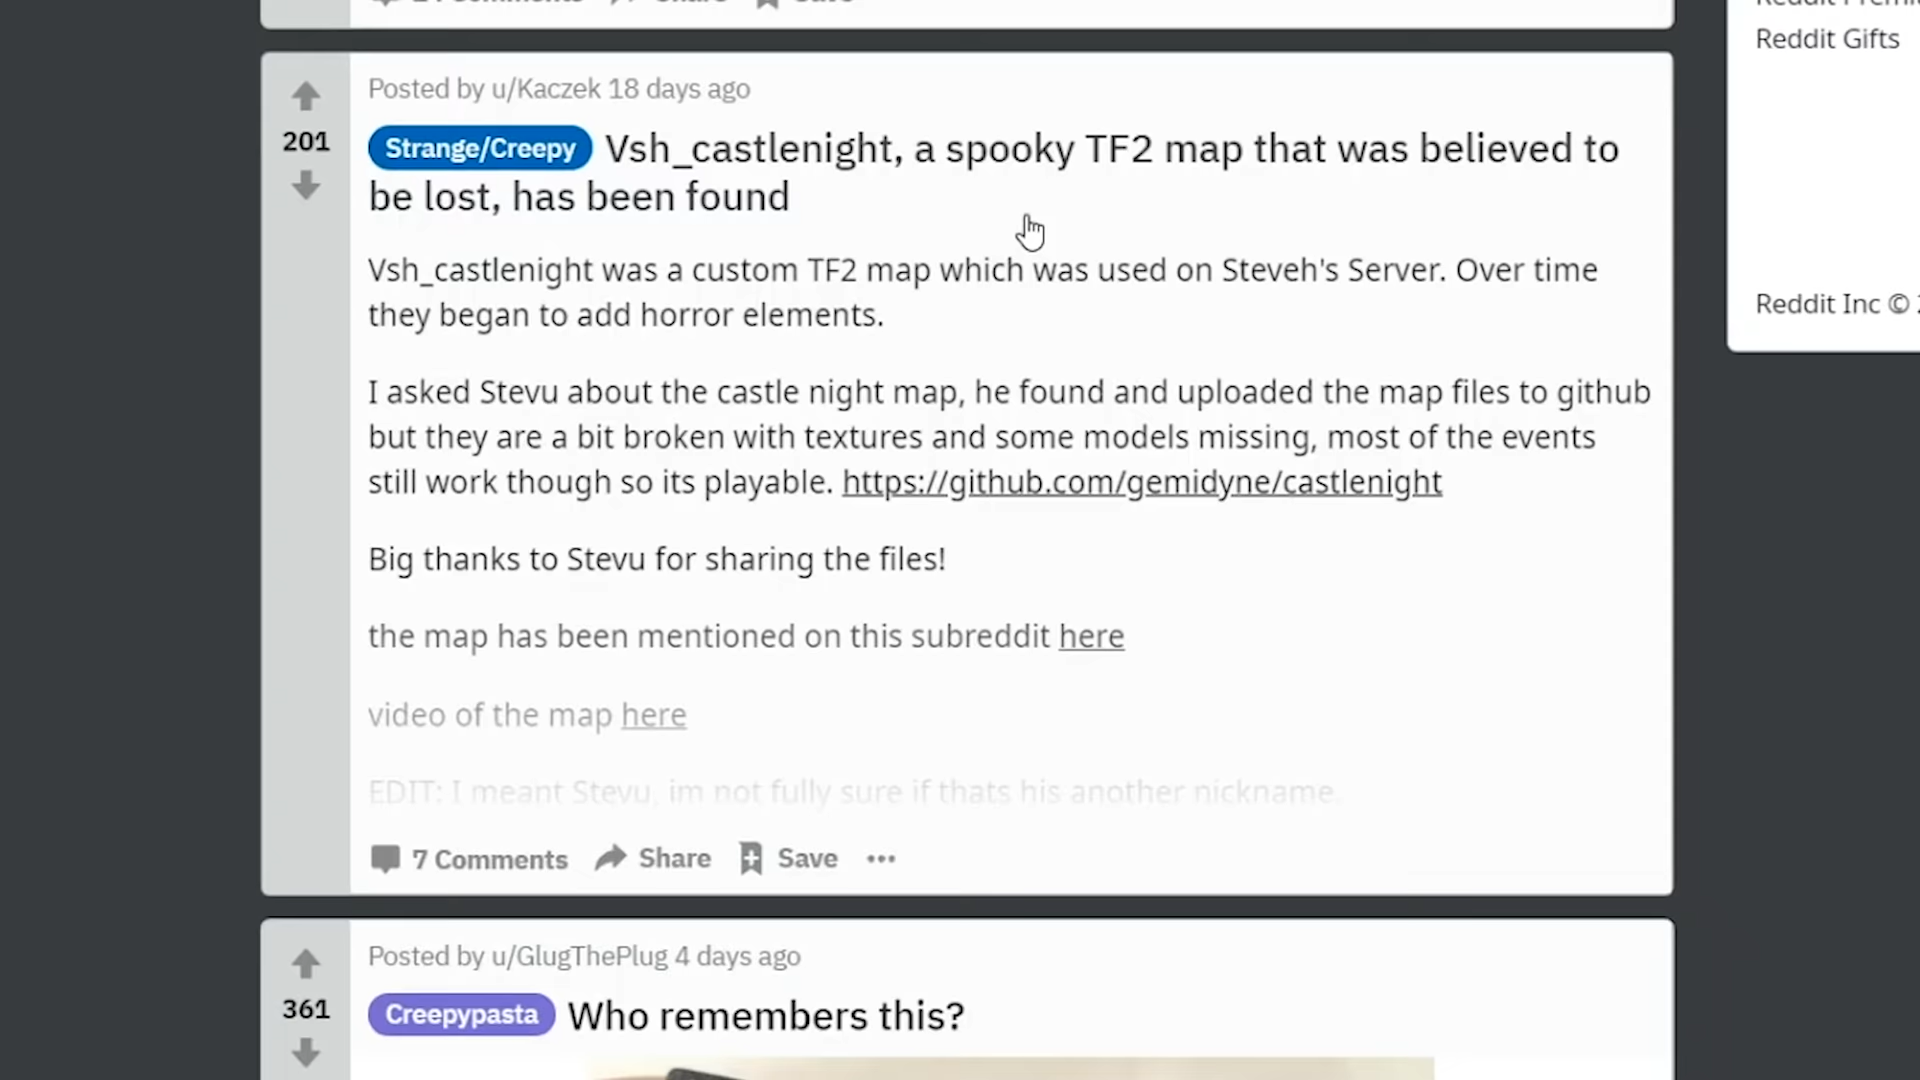 Share
Save
Reddit Gifts
Posted by u/Kaczek 18 days ago
201
Strange/Creepy Vsh_castlenight, a spooky TF2 map that was believed to
be lost, has been found
Vsh_castlenight was a custom TF2 map which was used on Steveh's Server. Over time
they began to add horror elements.
Reddit Inc ©
I asked Stevu about the castle night map, he found and uploaded the map files to github
but they are a bit broken with textures and some models missing, most of the events
still work though so its playable. https://github.com/gemidyne/castlenight
Big thanks to Stevu for sharing the files!
the map has been mentioned on this subreddit here
video of the map here
EDIT: I meant Stevu, im not fully sure if thats his another nickname.
7 Comments Share Save
Posted by u/GlugThePlug 4 days ago
361
Creepypasta Who remembers this?